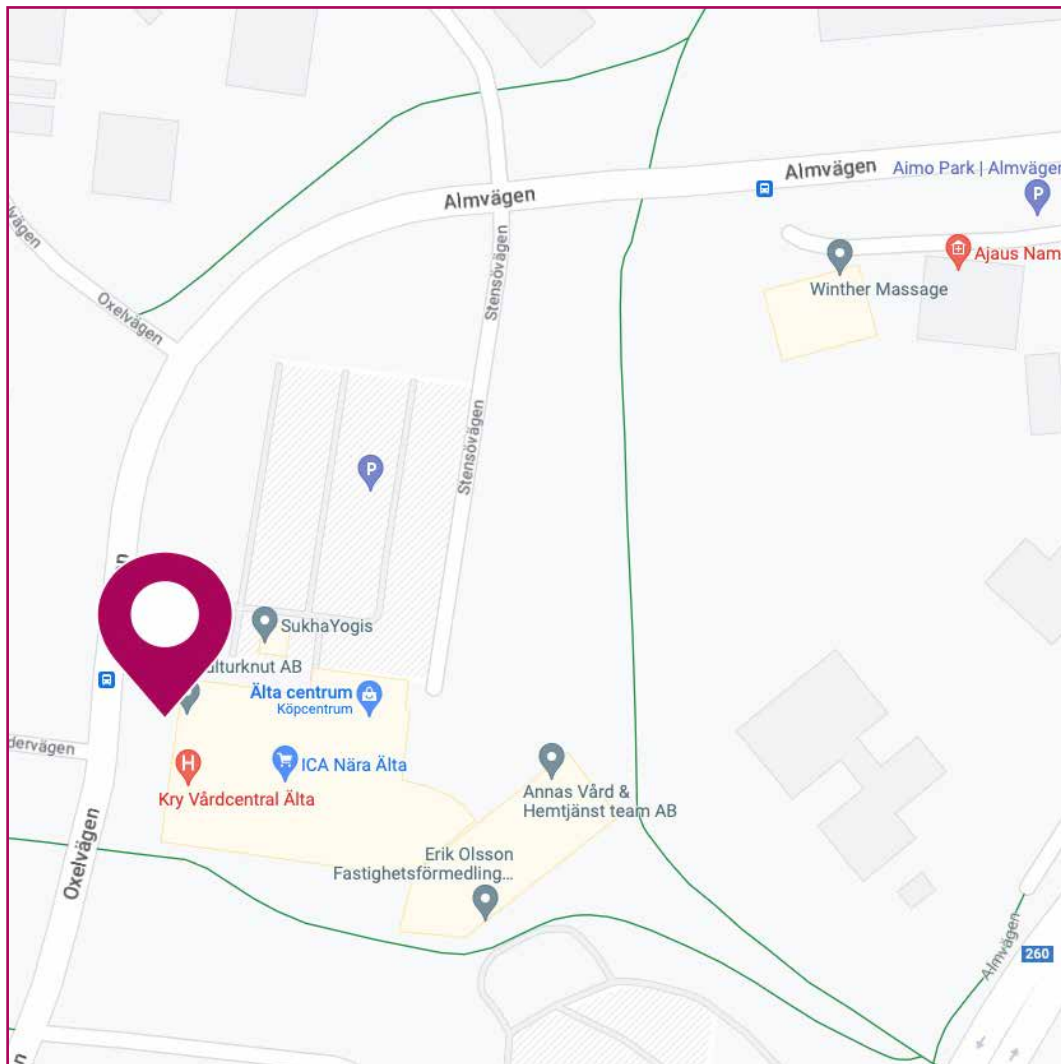 Almvägen
Almvägen
Aimo Park | Almvägen
Ajaus Nam
Winther Massage
Oxelvägen
Stensövägen
Stensövägen
P
P
SukhaYogis
ulturknut AB
Älta centrum
Köpcentrum
H
ICA Nära Älta
Kry Vårdcentral Älta
Annas Vård &
Hemtjänst team AB
Erik Olsson
Fastighetsförmedling...
Oxelvägen
Almvägen
260